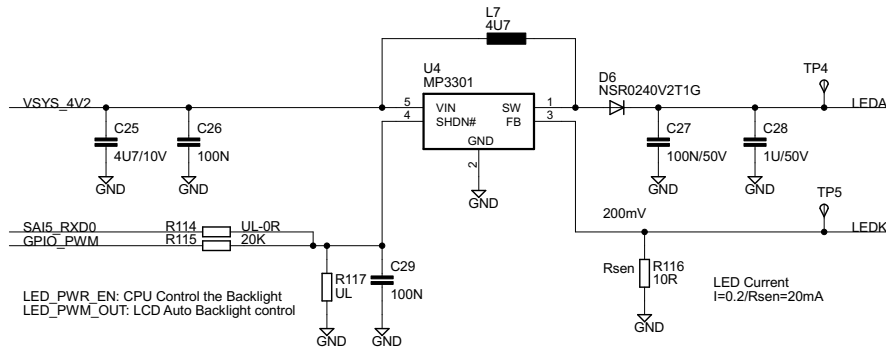 L7
4U7
U4
MP3301
D6
NSR0240V2T1G
TP4
VSYS_4V2
5
VIN
SW
1
LEDA
4
SHDN#
FB
3
GND
2
C25
4U7/10V
C26
100N
C27
100N/50V
C28
1U/50V
GND
GND
GND
GND
GND
TP5
200mV
SAI5_RXD0
R114
UL-0R
LEDK
GPIO_PWM
R115
20K
R117
UL
C29
100N
Rsen
R116
10R
LED Current
I=0.2/Rsen=20mA
LED_PWR_EN: CPU Control the Backlight
LED_PWM_OUT: LCD Auto Backlight control
GND
GND
GND